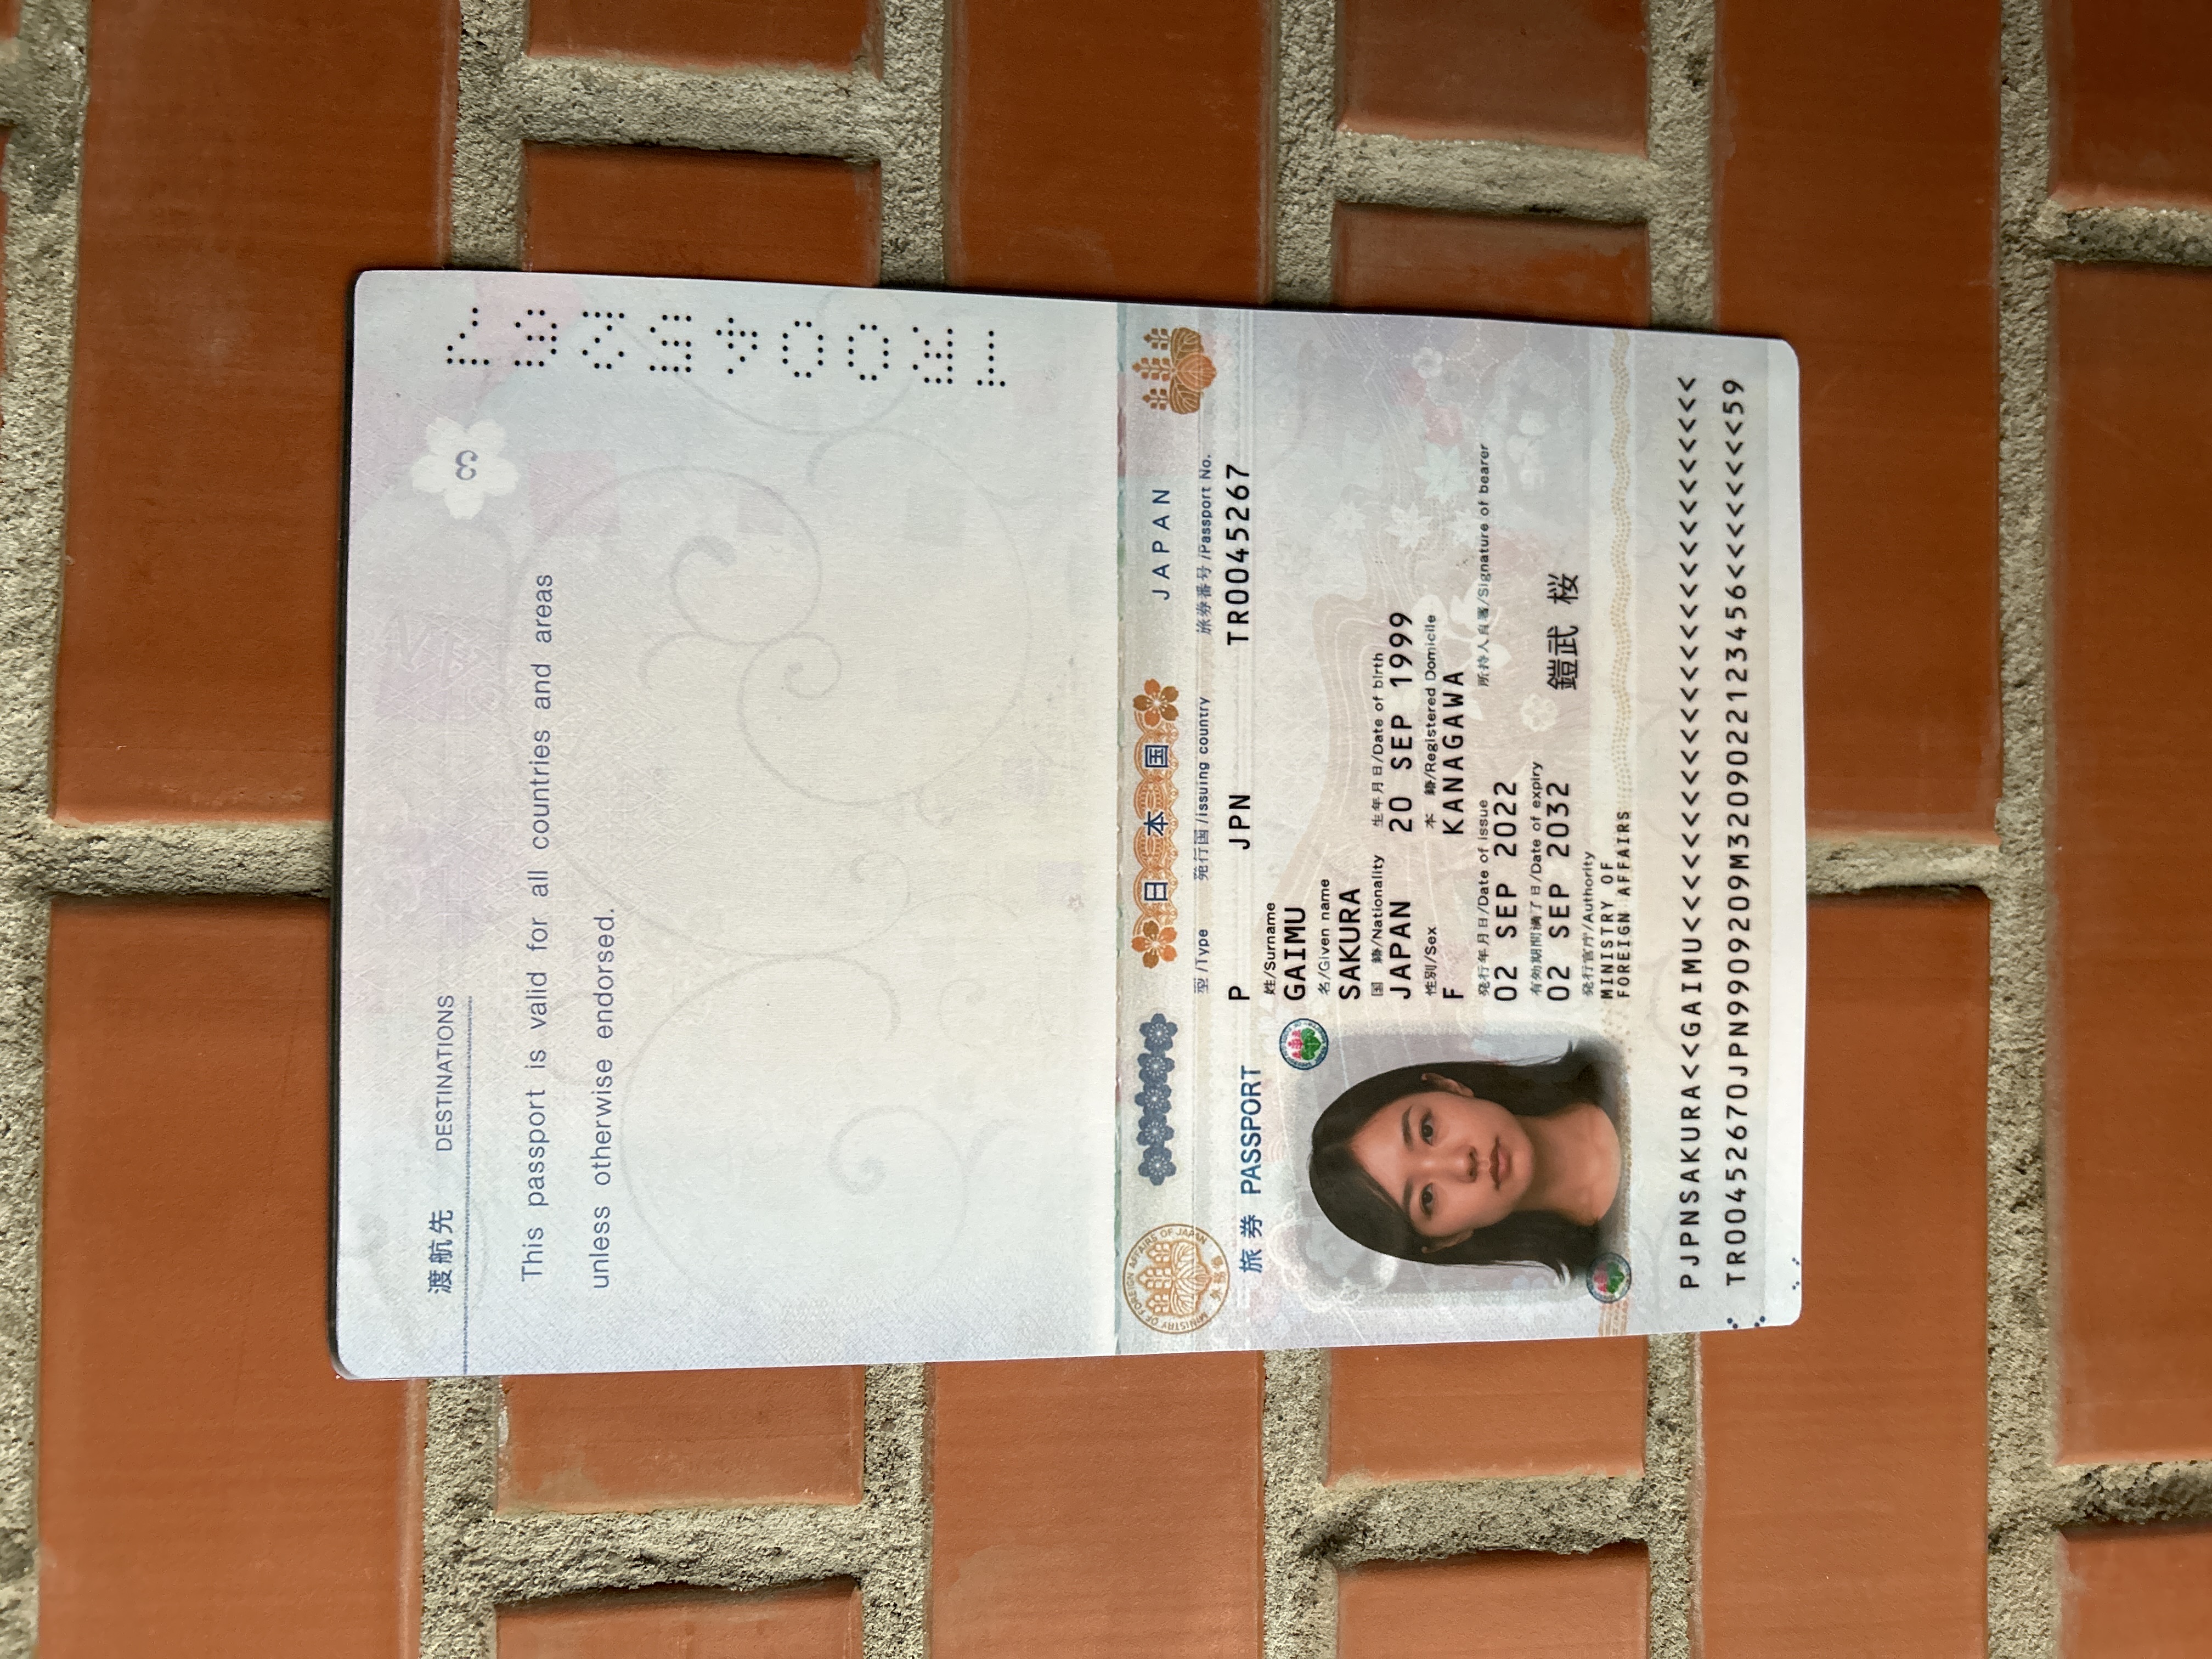 渡航先 DESTINATIONS
3
This passport is valid for all countries and areas
unless otherwise endorsed.
TR0045267
MINISTRY OF FOREIGN AFFAIRS OF JAPAN
外務省
日本国
JAPAN
型/Type 発行国/Issuing country 旅券番号/Passport No.
旅券 PASSPORT
P JPN TR0045267
姓/Surname
GAIMU
名/Given name
SAKURA
国 籍/Nationality 生年月日/Date of birth
JAPAN 20 SEP 1999
性別/Sex 本 籍/Registered Domicile
F KANAGAWA
発行年月日/Date of issue 所持人自署/Signature of bearer
02 SEP 2022
有効期間満了日/Date of expiry
02 SEP 2032 鎧武 桜
発行官庁/Authority
MINISTRY OF
FOREIGN AFFAIRS
PJPNSAKURA<<GAIMU<<<<<<<<<<<<<<<<<<<<<<<<<<<
TR00452670JPN9909209M3209022123456<<<<<<<<59